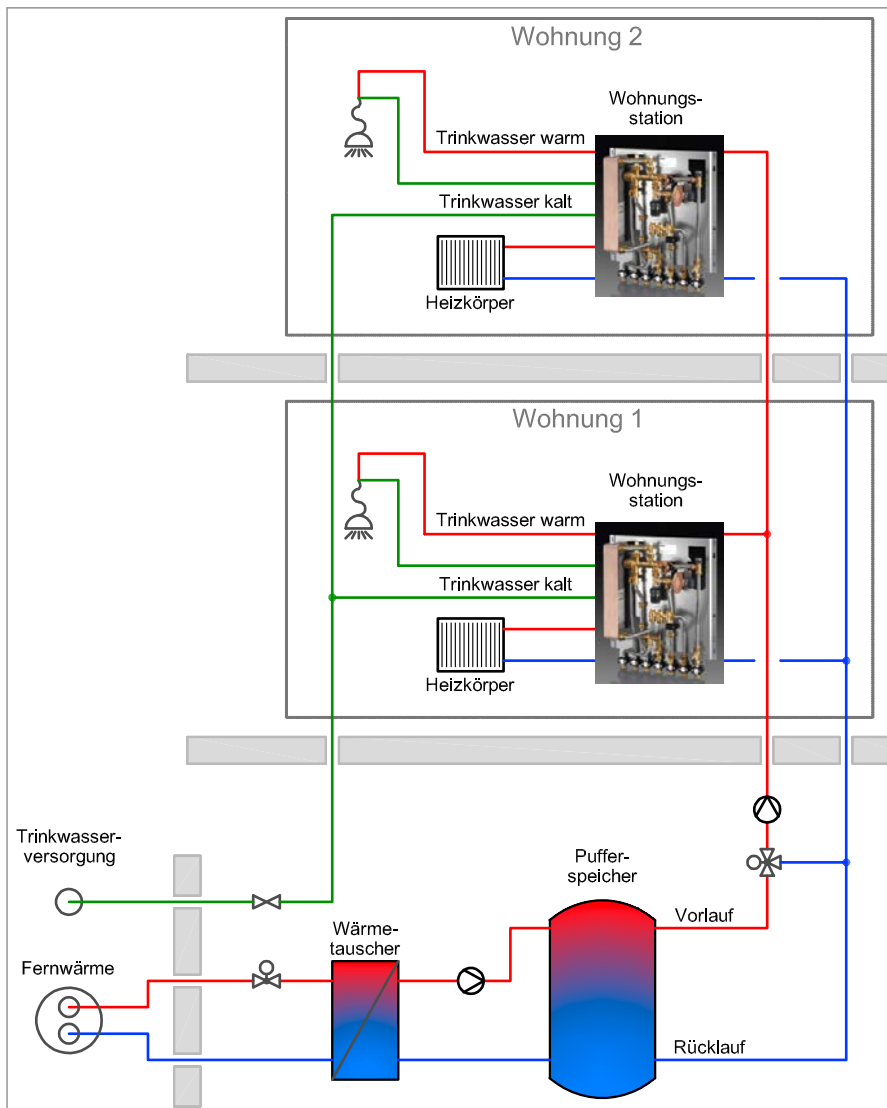 Wohnung 2
Wohnungs-
station
Trinkwasser warm
Trinkwasser kalt
Heizkörper
Wohnung 1
Wohnungs-
station
Trinkwasser warm
Trinkwasser kalt
Heizkörper
Trinkwasser-
versorgung
Puffer-
speicher
Vorlauf
Wärme-
tauscher
Fernwärme
Rücklauf